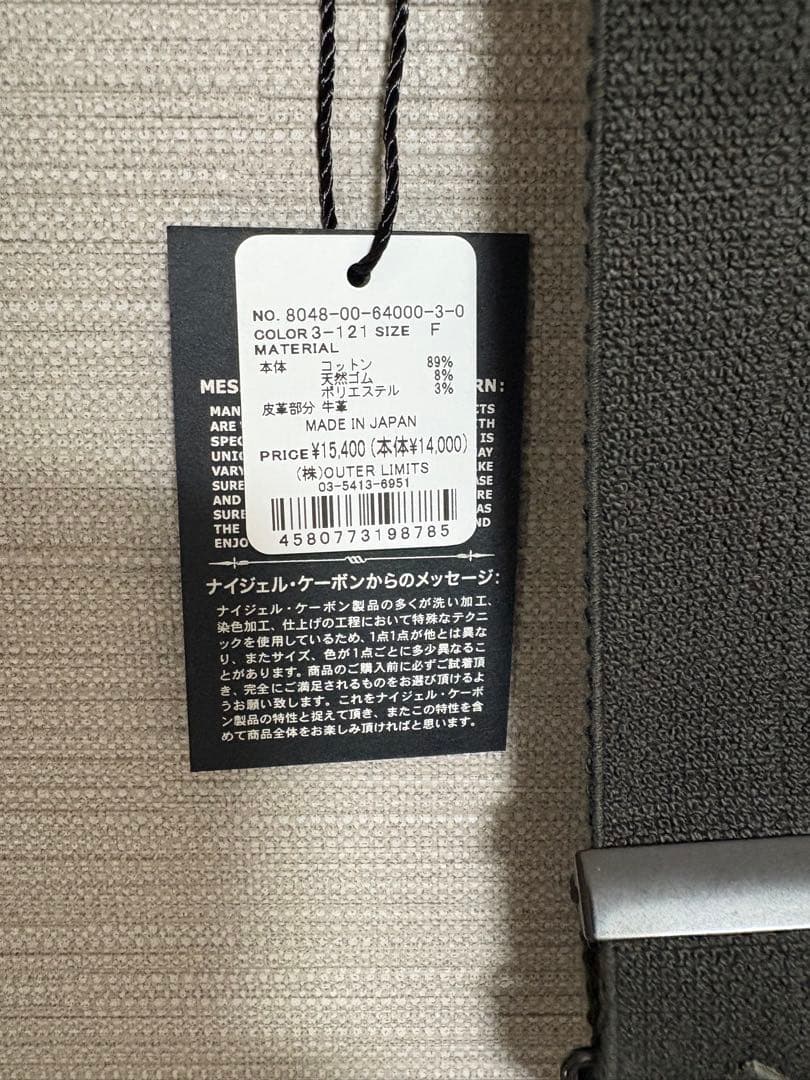 NO. 8048-00-64000-3-0
COLOR 3-121 SIZE F
MATERIAL
本体 コットン 89%
天然ゴム 8%
ポリエステル 3%
皮革部分 牛革
MADE IN JAPAN
PRICE ¥15,400 (本体¥14,000)
(株)OUTER LIMITS
03-5413-6951
4580773198785
ナイジェル・ケーボンからのメッセージ:
ナイジェル・ケーボン製品の多くが洗い加工、
染色加工、仕上げの工程において特殊なテクニ
ックを使用しているため、1点1点が他とは異な
り、またサイズ、色が1点ごとに多少異なるこ
とがあります。商品のご購入前に必ずご試着頂
き、完全にご満足されるものをお選び頂けるよ
うお願い致します。これをナイジェル・ケーボ
ン製品の特性と捉えて頂き、またこの特性を含
めて商品全体をお楽しみ頂ければと思います。